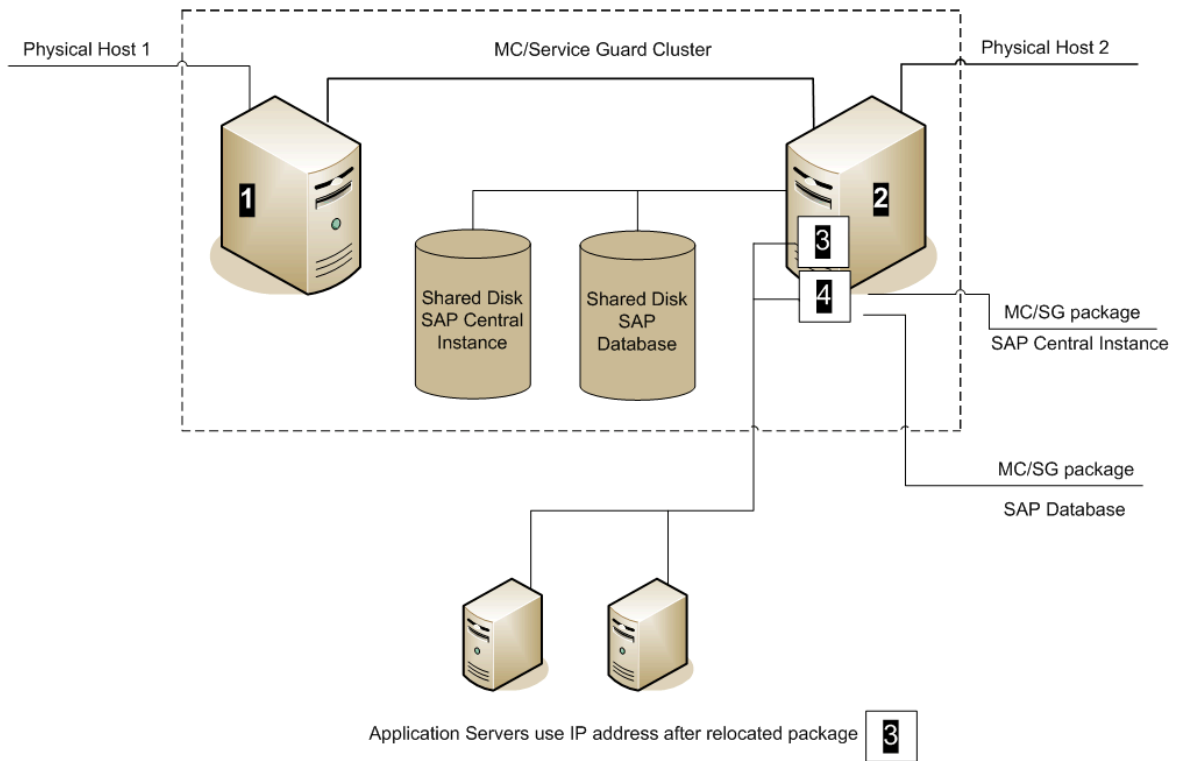 Physical Host 1
MC/Service Guard Cluster
Physical Host 2
1
2
3
4
Shared Disk
SAP Central
Instance
Shared Disk
SAP
Database
MC/SG package
SAP Central Instance
MC/SG package
SAP Database
Application Servers use IP address after relocated package 3